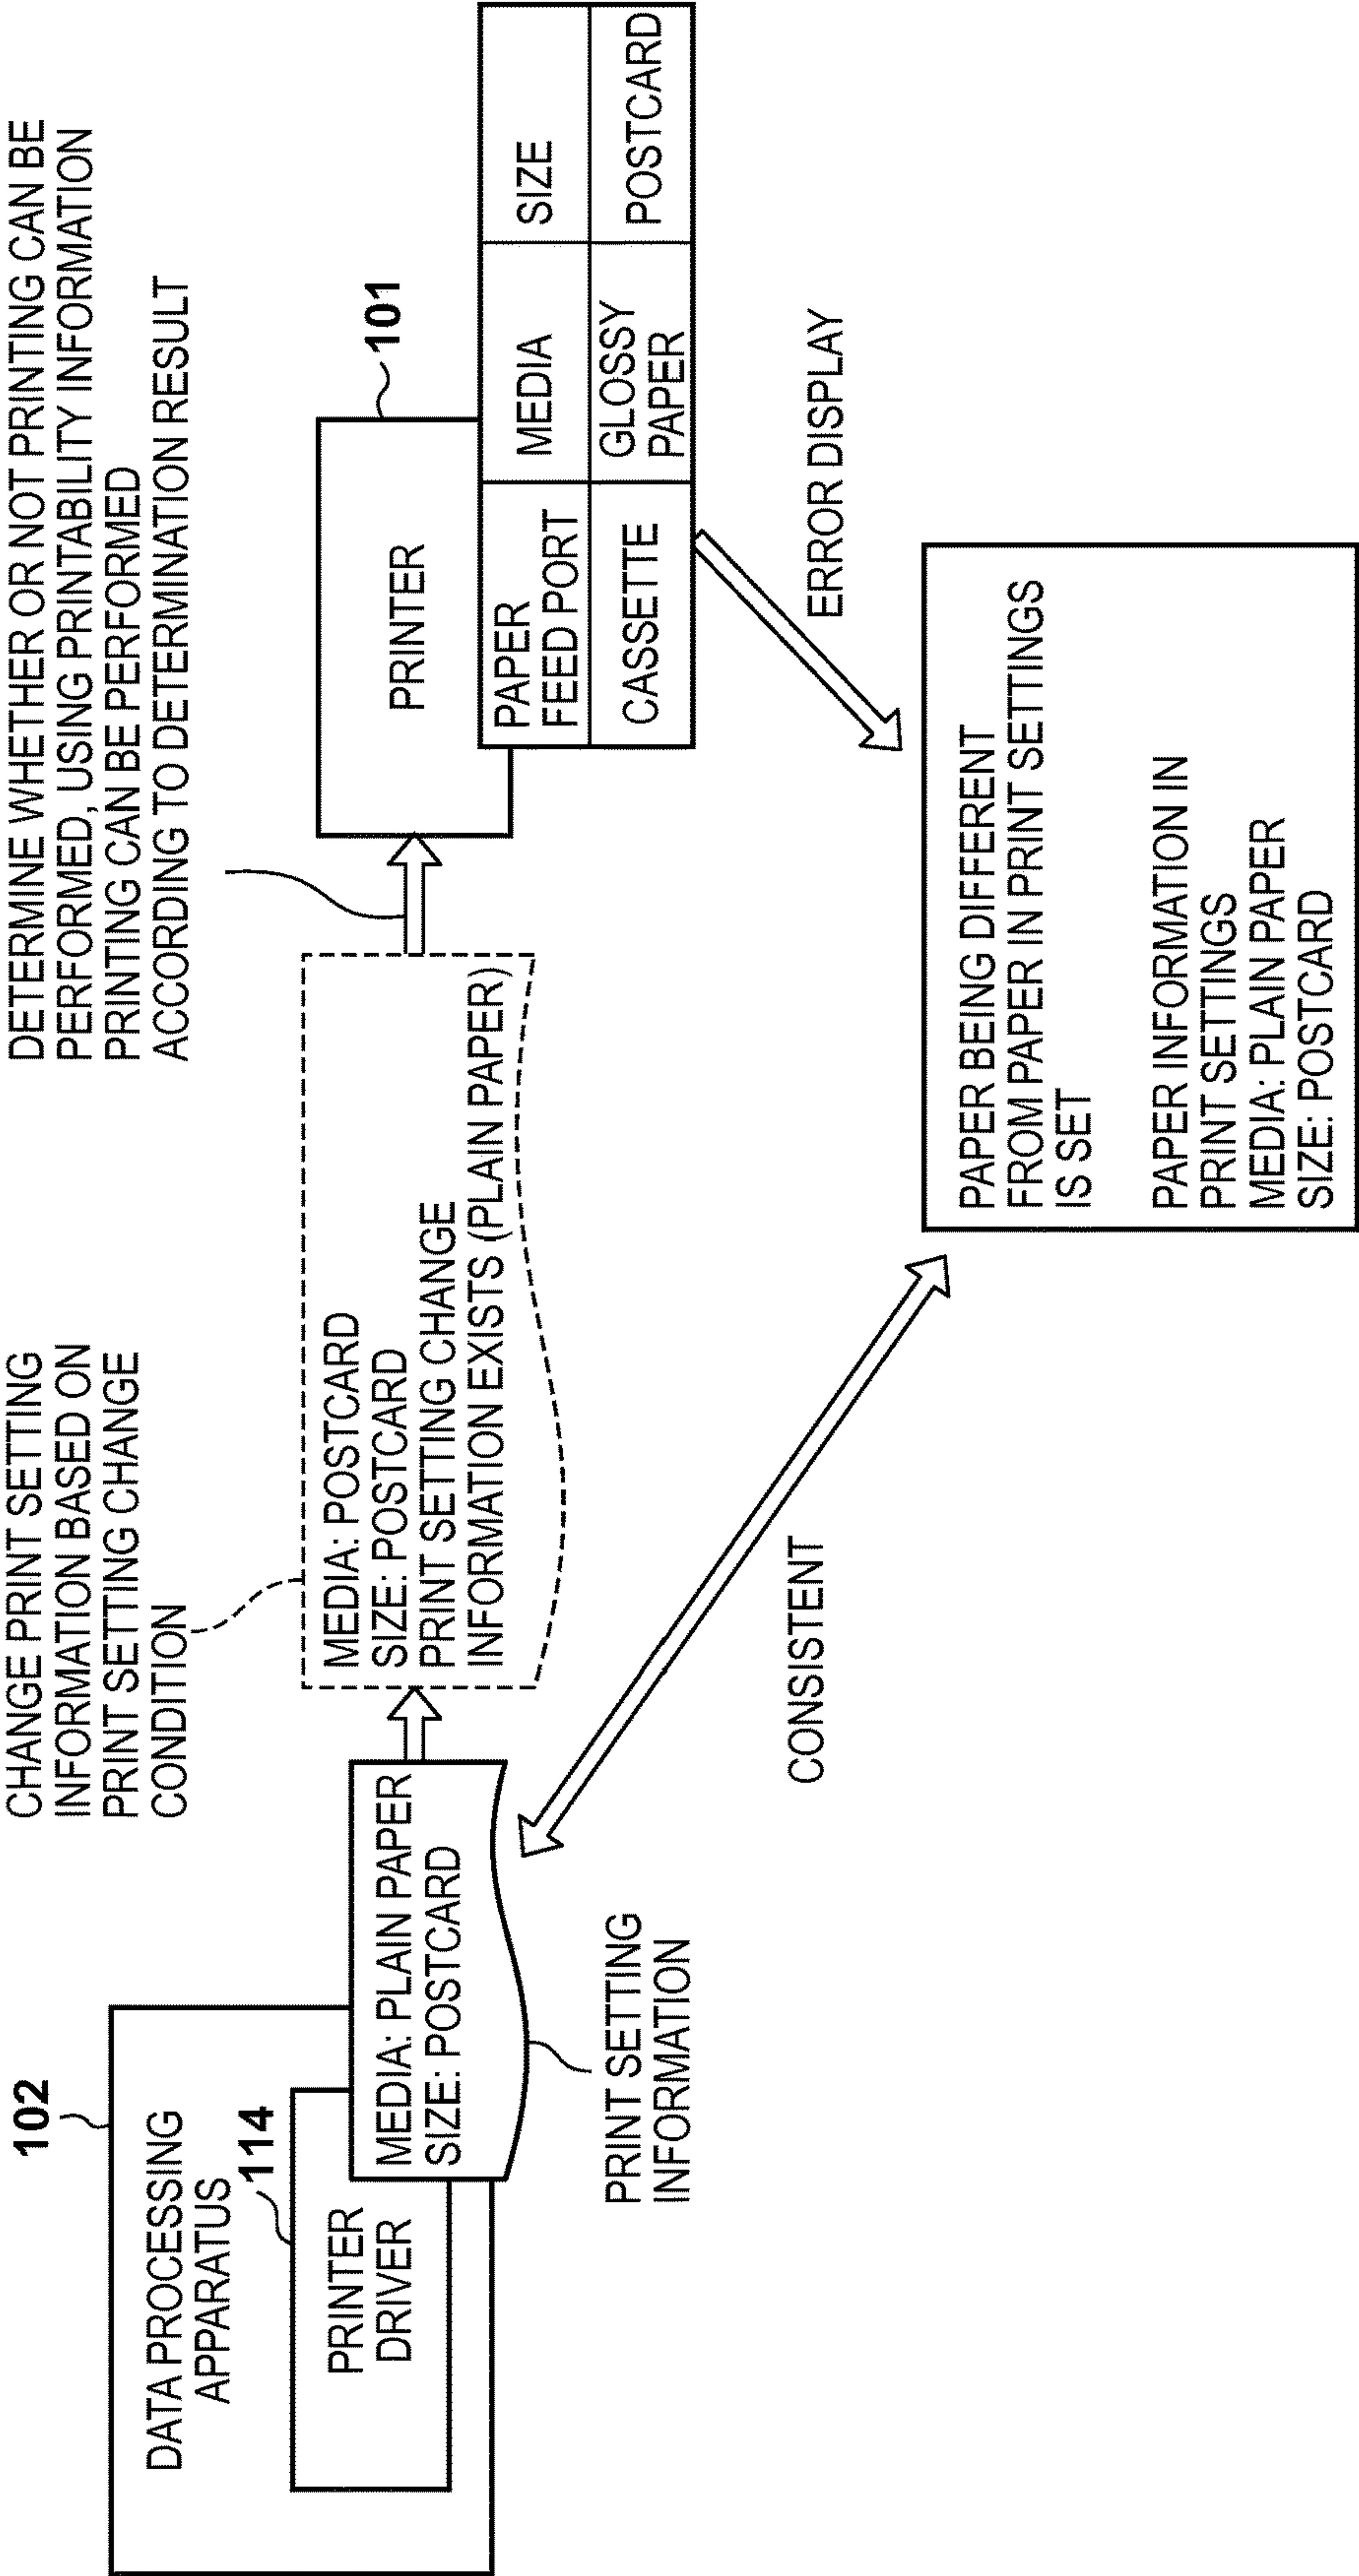 102
DATA PROCESSING
APPARATUS
114
PRINTER
DRIVER
MEDIA: PLAIN PAPER
SIZE: POSTCARD
PRINT SETTING
INFORMATION
CHANGE PRINT SETTING
INFORMATION BASED ON
PRINT SETTING CHANGE
CONDITION
MEDIA: POSTCARD
SIZE: POSTCARD
PRINT SETTING CHANGE
INFORMATION EXISTS (PLAIN PAPER)
DETERMINE WHETHER OR NOT PRINTING CAN BE
PERFORMED, USING PRINTABILITY INFORMATION
PRINTING CAN BE PERFORMED
ACCORDING TO DETERMINATION RESULT
101
PRINTER
PAPER
FEED PORT
MEDIA
SIZE
CASSETTE
GLOSSY
PAPER
POSTCARD
ERROR DISPLAY
CONSISTENT
PAPER BEING DIFFERENT
FROM PAPER IN PRINT SETTINGS
IS SET
PAPER INFORMATION IN
PRINT SETTINGS
MEDIA: PLAIN PAPER
SIZE: POSTCARD